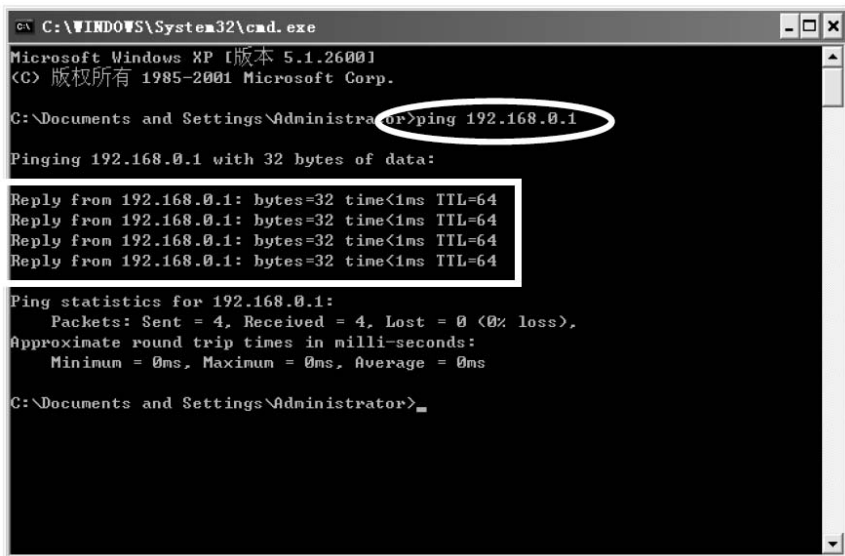 C:\WINDOWS\System32\cmd.exe
Microsoft Windows XP [版本 5.1.2600]
(C) 版权所有 1985-2001 Microsoft Corp.
C:\Documents and Settings\Administrator>ping 192.168.0.1
Pinging 192.168.0.1 with 32 bytes of data:
Reply from 192.168.0.1: bytes=32 time<1ms TTL=64
Reply from 192.168.0.1: bytes=32 time<1ms TTL=64
Reply from 192.168.0.1: bytes=32 time<1ms TTL=64
Reply from 192.168.0.1: bytes=32 time<1ms TTL=64
Ping statistics for 192.168.0.1:
Packets: Sent = 4, Received = 4, Lost = 0 (0% loss),
Approximate round trip times in milli-seconds:
Minimum = 0ms, Maximum = 0ms, Average = 0ms
C:\Documents and Settings\Administrator>_